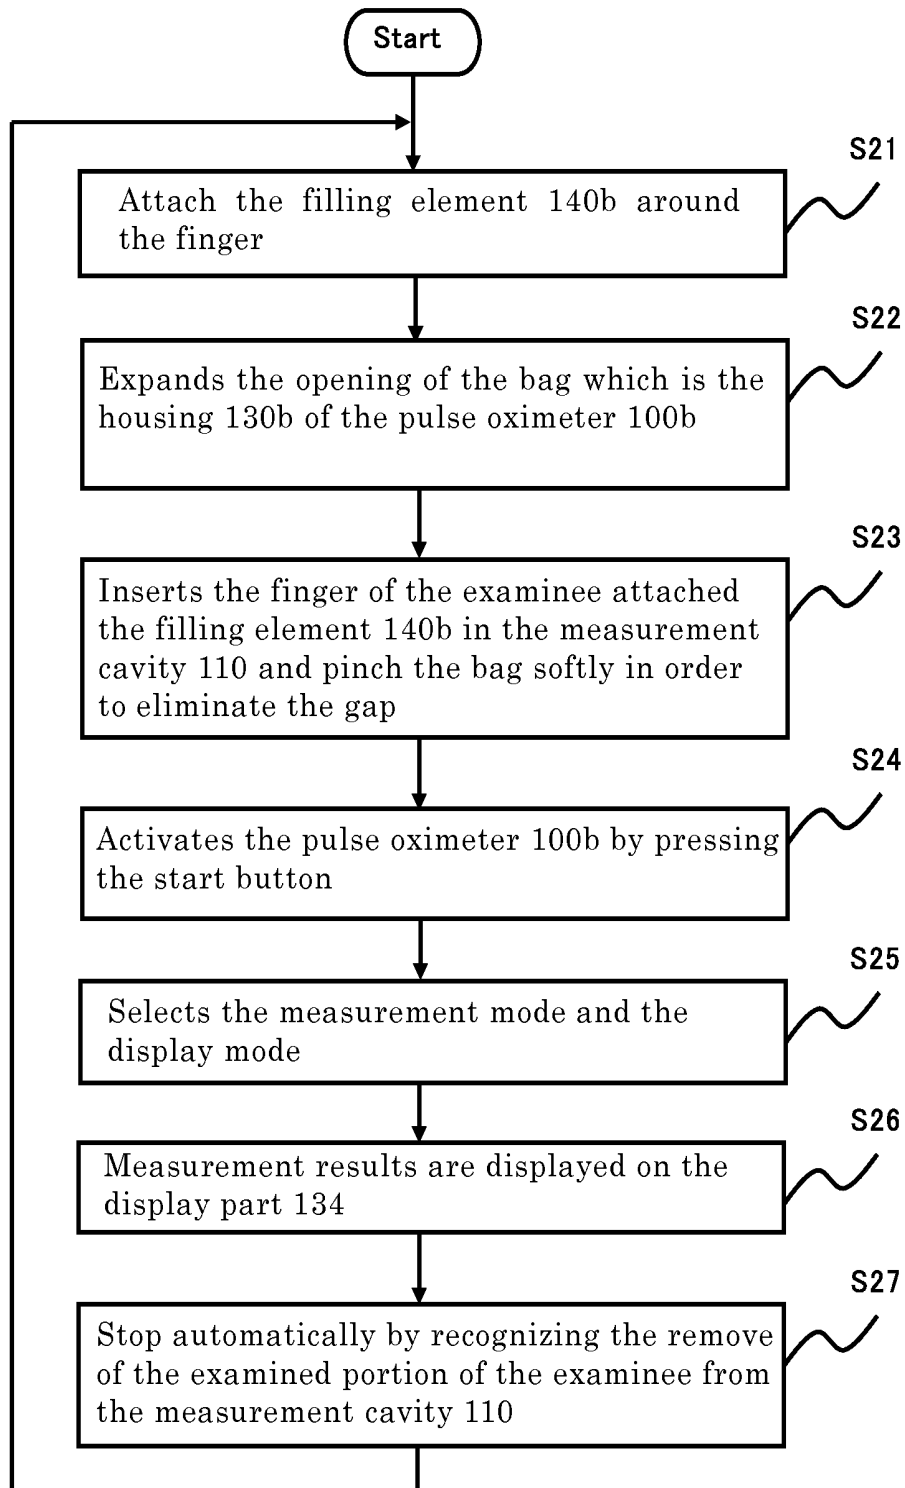 Start
S21
Attach the filling element 140b around
the finger
S22
Expands the opening of the bag which is the
housing 130b of the pulse oximeter 100b
S23
Inserts the finger of the examinee attached
the filling element 140b in the measurement
cavity 110 and pinch the bag softly in order
to eliminate the gap
S24
Activates the pulse oximeter 100b by pressing
the start button
S25
Selects the measurement mode and the
display mode
S26
Measurement results are displayed on the
display part 134
S27
Stop automatically by recognizing the remove
of the examined portion of the examinee from
the measurement cavity 110